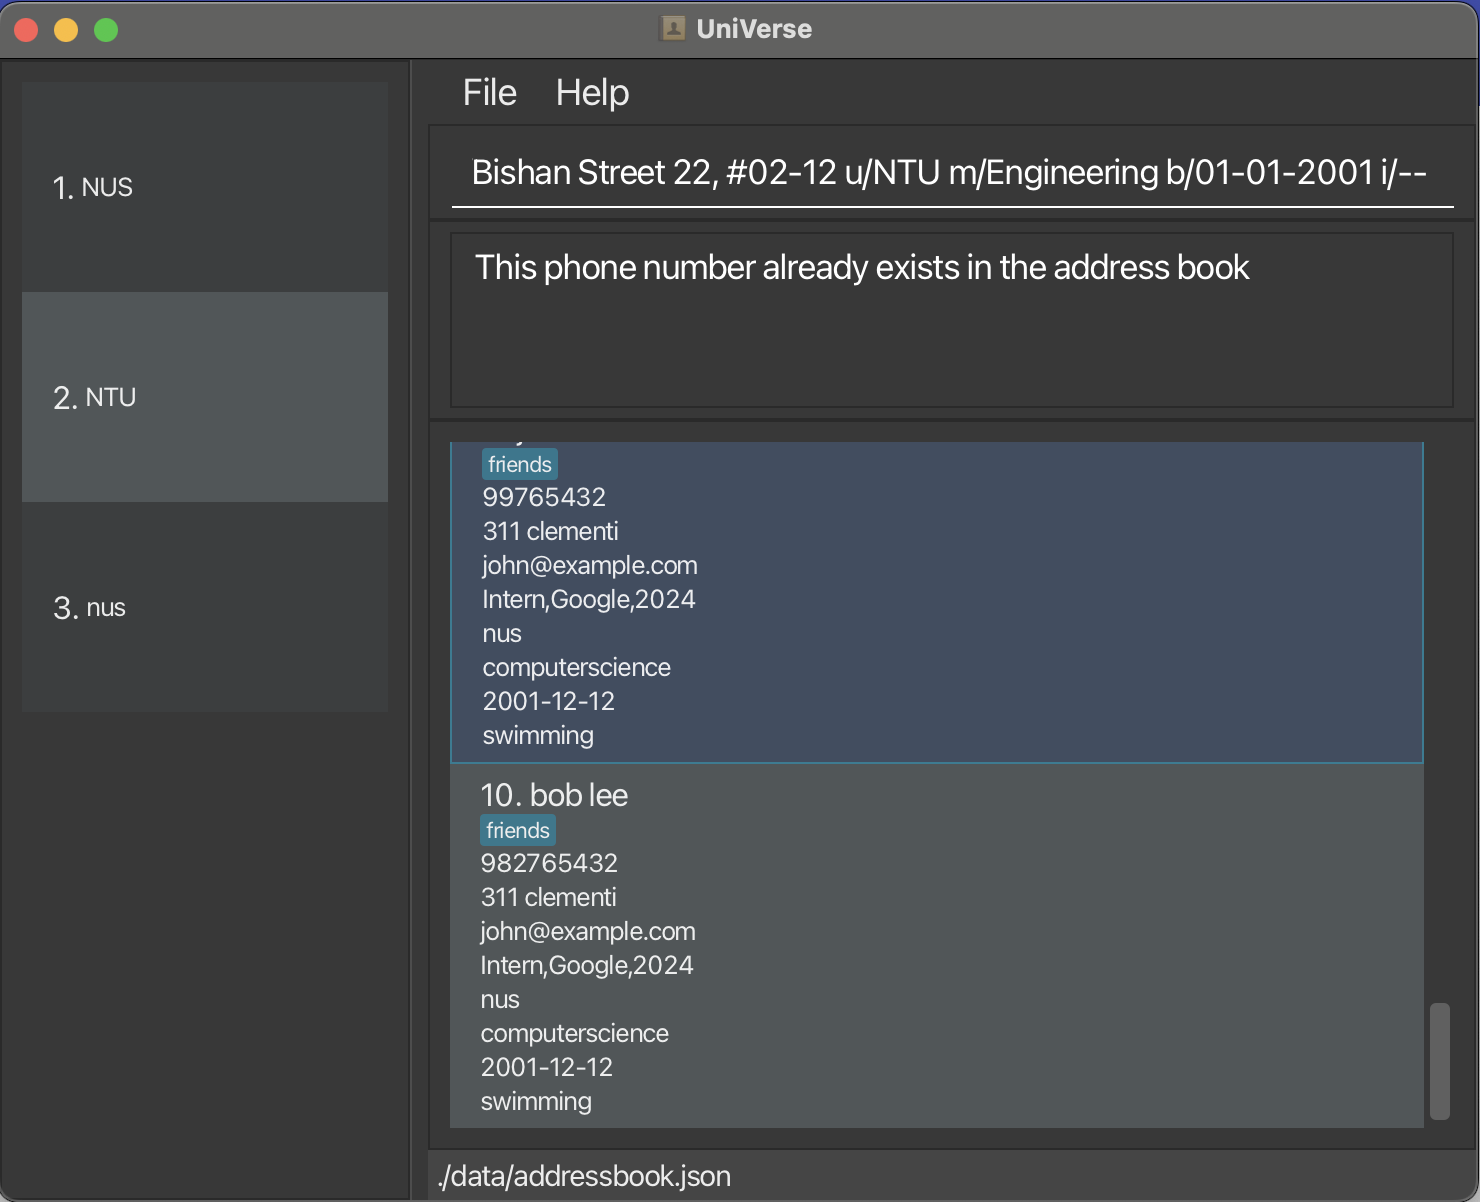 UniVerse
1. NUS
2. NTU
3. nus
File Help
Bishan Street 22, #02-12 u/NTU m/Engineering b/01-01-2001 i/--
This phone number already exists in the address book
friends
99765432
311 clementi
john@example.com
Intern,Google,2024
nus
computerscience
2001-12-12
swimming
10. bob lee
friends
982765432
311 clementi
john@example.com
Intern,Google,2024
nus
computerscience
2001-12-12
swimming
./data/addressbook.json